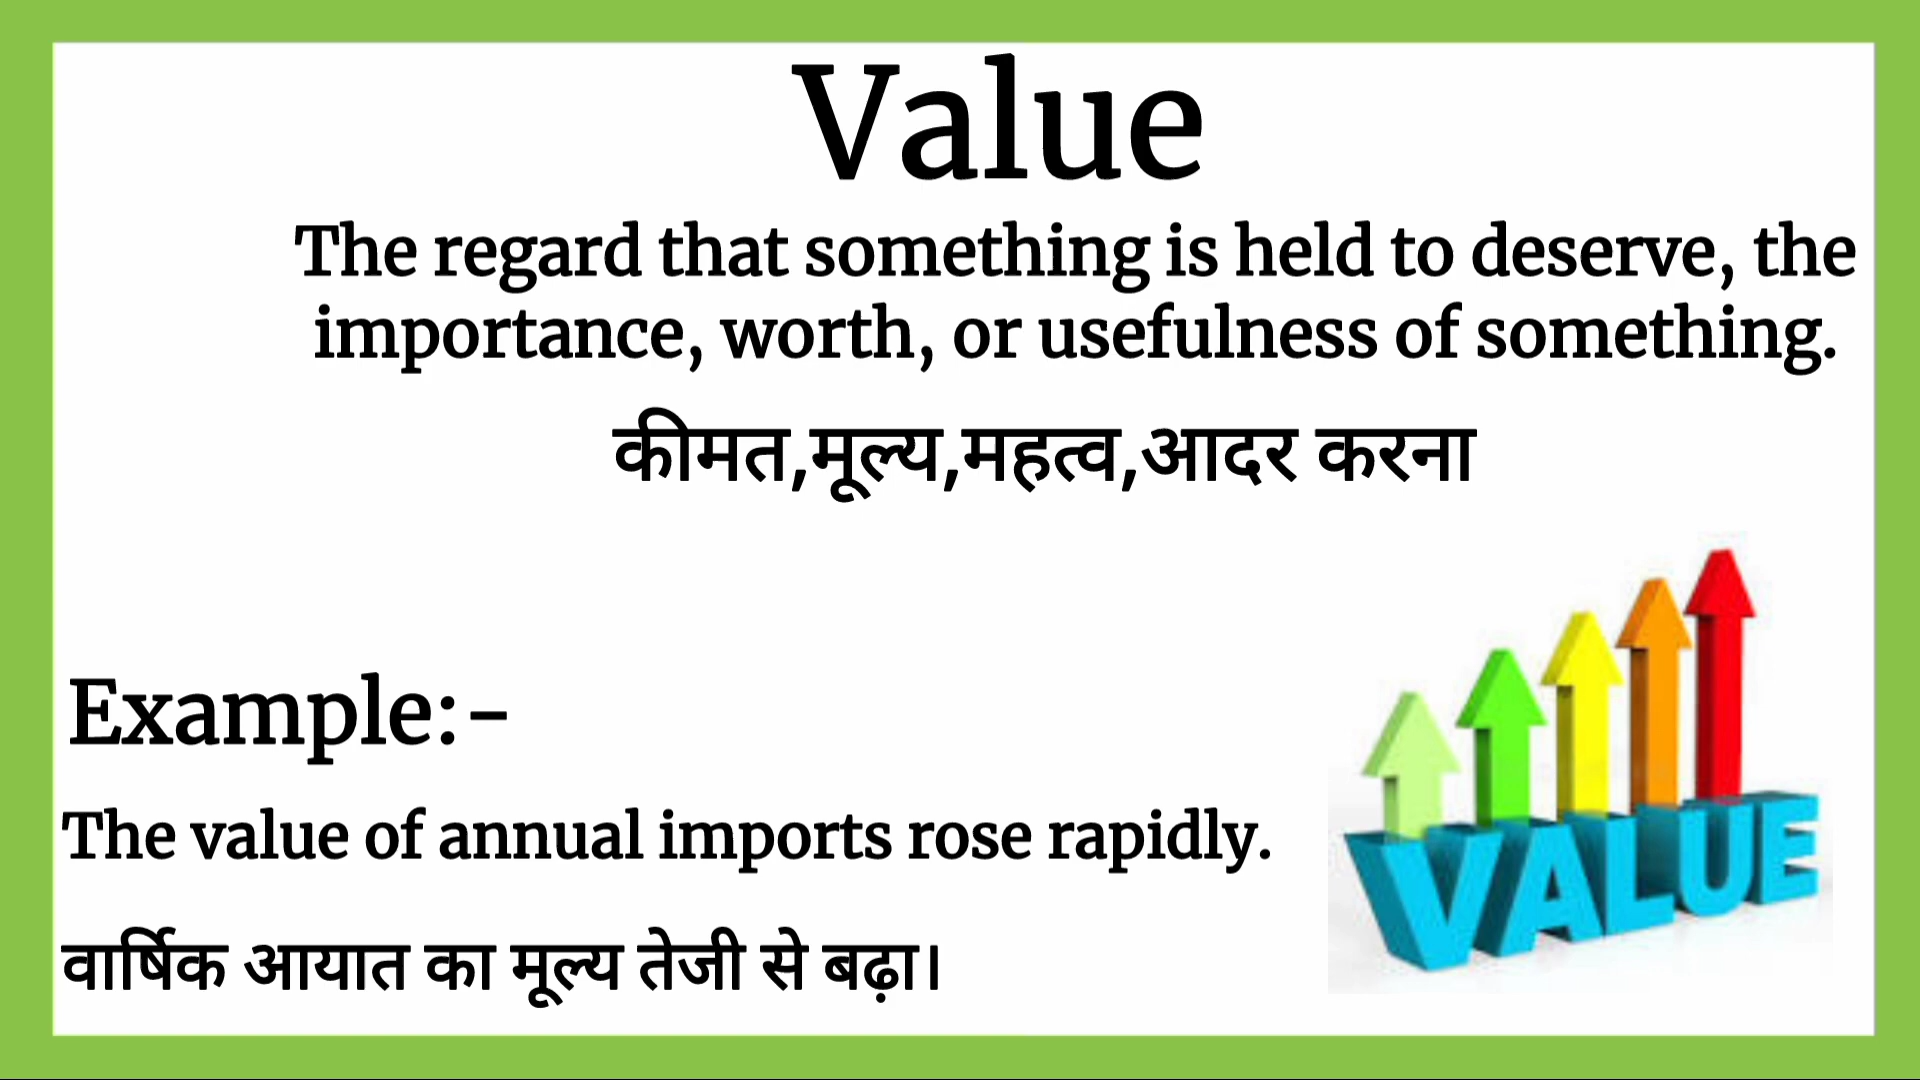 Value
The regard that something is held to deserve, the
importance, worth, or usefulness of something.
कीमत,मूल्य,महत्व,आदर करना
Example:-
The value of annual imports rose rapidly.
वार्षिक आयात का मूल्य तेजी से बढ़ा।
VALUE